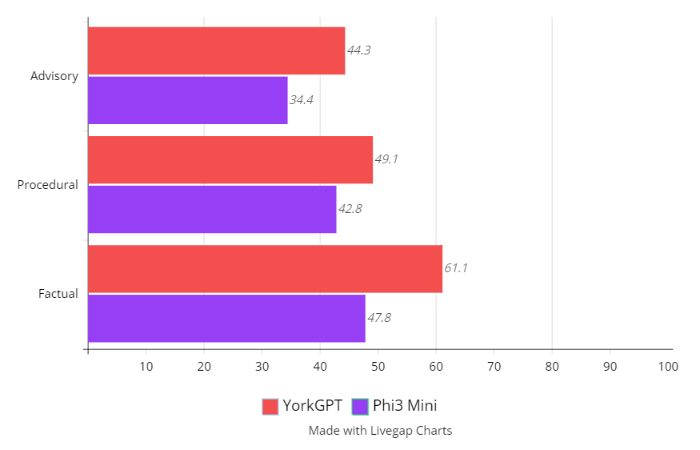 Advisory
44.3
34.4
Procedural
49.1
42.8
Factual
61.1
47.8
10 20 30 40 50 60 70 80 90 100
YorkGPT Phi3 Mini
Made with Livegap Charts